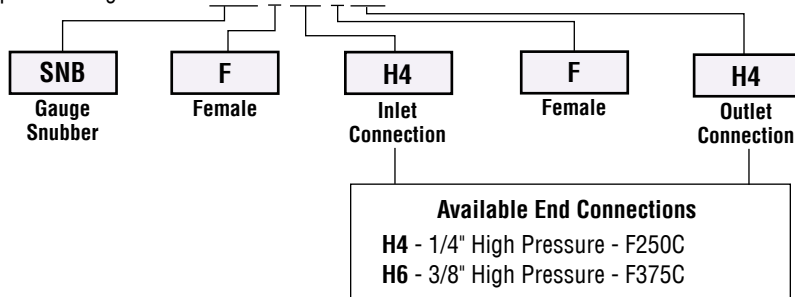 SNB
F
H4
F
H4
Gauge
Snubber
Female
Inlet
Connection
Female
Outlet
Connection
Available End Connections
H4 - 1/4" High Pressure - F250C
H6 - 3/8" High Pressure - F375C